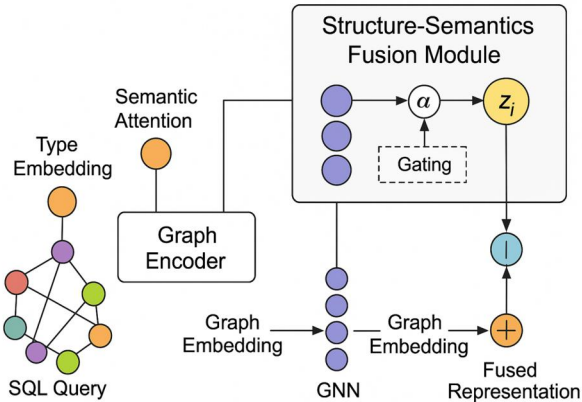 Structure-Semantics
Fusion Module
α
z_i
Gating
Semantic
Attention
Type
Embedding
Graph
Encoder
SQL Query
Graph
Embedding
GNN
Graph
Embedding
|
+
Fused
Representation